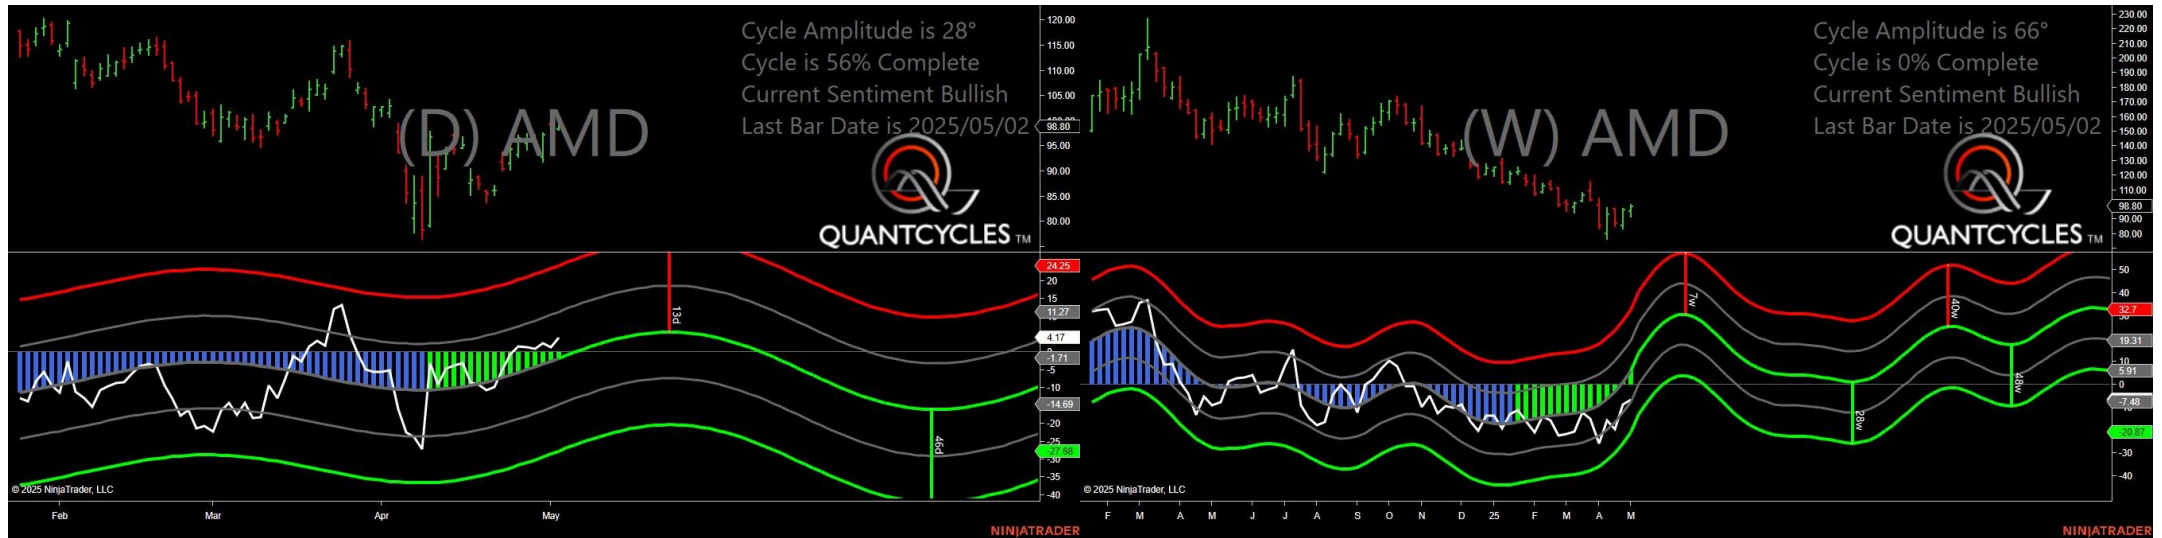 Cycle Amplitude is 28°
Cycle is 56% Complete
Current Sentiment Bullish
Last Bar Date is 2025/05/02
(D) AMD
QUANTCYCLES TM
120.00
115.00
110.00
105.00
98.80
95.00
90.00
85.00
80.00
24.25
20
15
11.27
4.17
-1.71
-5
-10
-14.69
-20
-25
-27.68
-30
-35
-40
13d
46d
© 2025 NinjaTrader, LLC
Feb Mar Apr May
NINJATRADER
Cycle Amplitude is 66°
Cycle is 0% Complete
Current Sentiment Bullish
Last Bar Date is 2025/05/02
(W) AMD
QUANTCYCLES TM
230.00
220.00
210.00
200.00
190.00
180.00
170.00
160.00
150.00
140.00
130.00
120.00
110.00
98.80
90.00
80.00
50
40
32.7
19.31
10
5.91
0
-7.48
-20.87
-30
-40
7w
40w
28w
48w
© 2025 NinjaTrader, LLC
F M A M J J A S O N D 25 F M A M
NINJATRADER